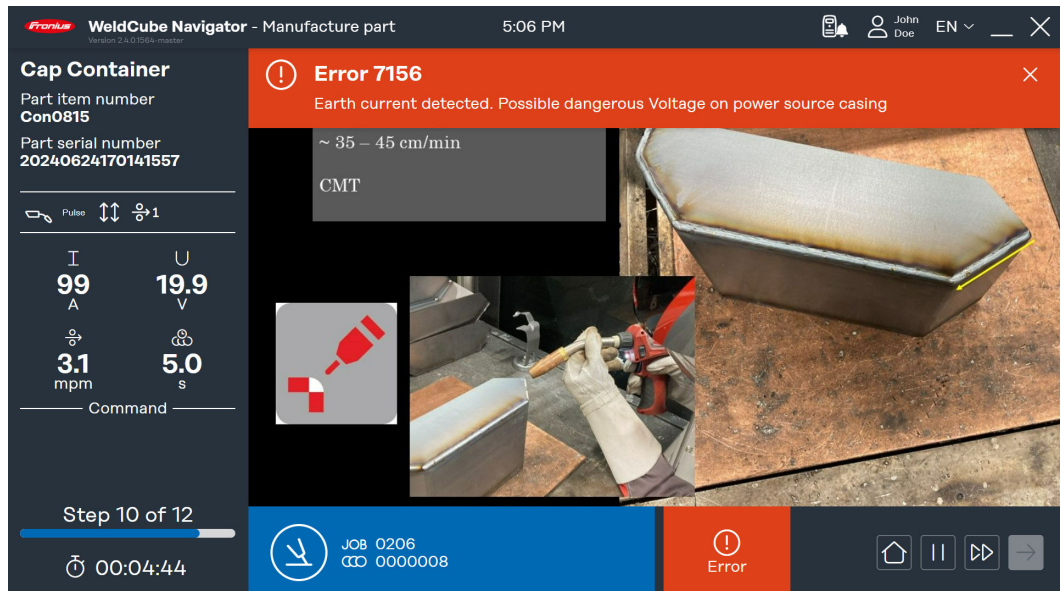 Fronius WeldCube Navigator - Manufacture part 5:06 PM John Doe EN
Version 2.4.0.1564-master
Cap Container
Part item number
Con0815
Part serial number
20240624170141557
Pulse 1
I U
99 19.9
A V
3.1 5.0
mpm s
Command
Step 10 of 12
00:04:44
Error 7156
Earth current detected. Possible dangerous Voltage on power source casing
~ 35 – 45 cm/min
CMT
JOB 0206
0000008
Error